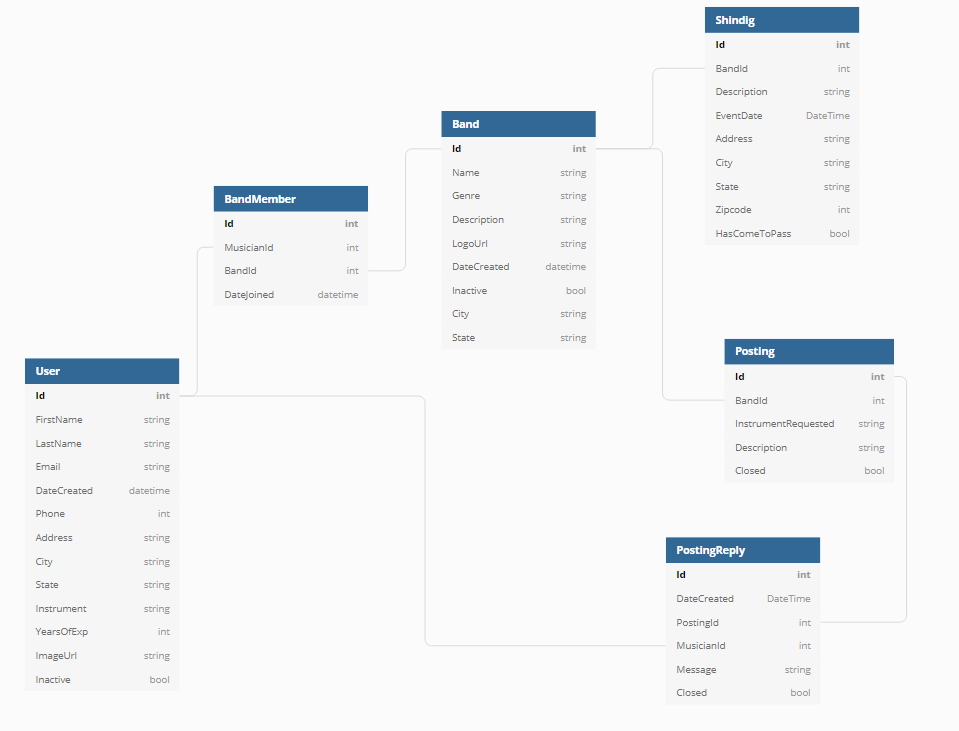 Shindig
Id int
BandId int
Description string
EventDate DateTime
Address string
City string
State string
Zipcode int
HasComeToPass bool
Band
Id int
Name string
Genre string
Description string
LogoUrl string
DateCreated datetime
Inactive bool
City string
State string
BandMember
Id int
MusicianId int
BandId int
DateJoined datetime
User
Id int
FirstName string
LastName string
Email string
DateCreated datetime
Phone int
Address string
City string
State string
Instrument string
YearsOfExp int
ImageUrl string
Inactive bool
Posting
Id int
BandId int
InstrumentRequested string
Description string
Closed bool
PostingReply
Id int
DateCreated DateTime
PostingId int
MusicianId int
Message string
Closed bool